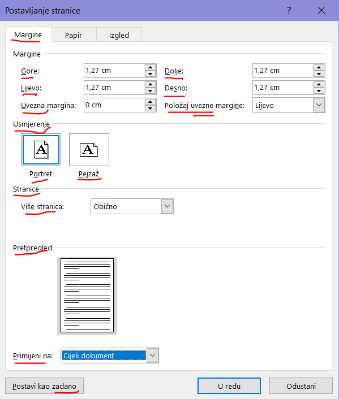 Postavljanje stranice ? ×
Margine Papir Izgled
Margine
Gore: 1,27 cm Dolje: 1,27 cm
Lijevo: 1,27 cm Desno: 1,27 cm
Uvezna margina: 0 cm Položaj uvezne margine: Lijevo
Usmjerenje
A A
Portret Pejzaž
Stranice
Više stranica: Obično
Pretpregled
Primijeni na: Cijeli dokument
Postavi kao zadano U redu Odustani